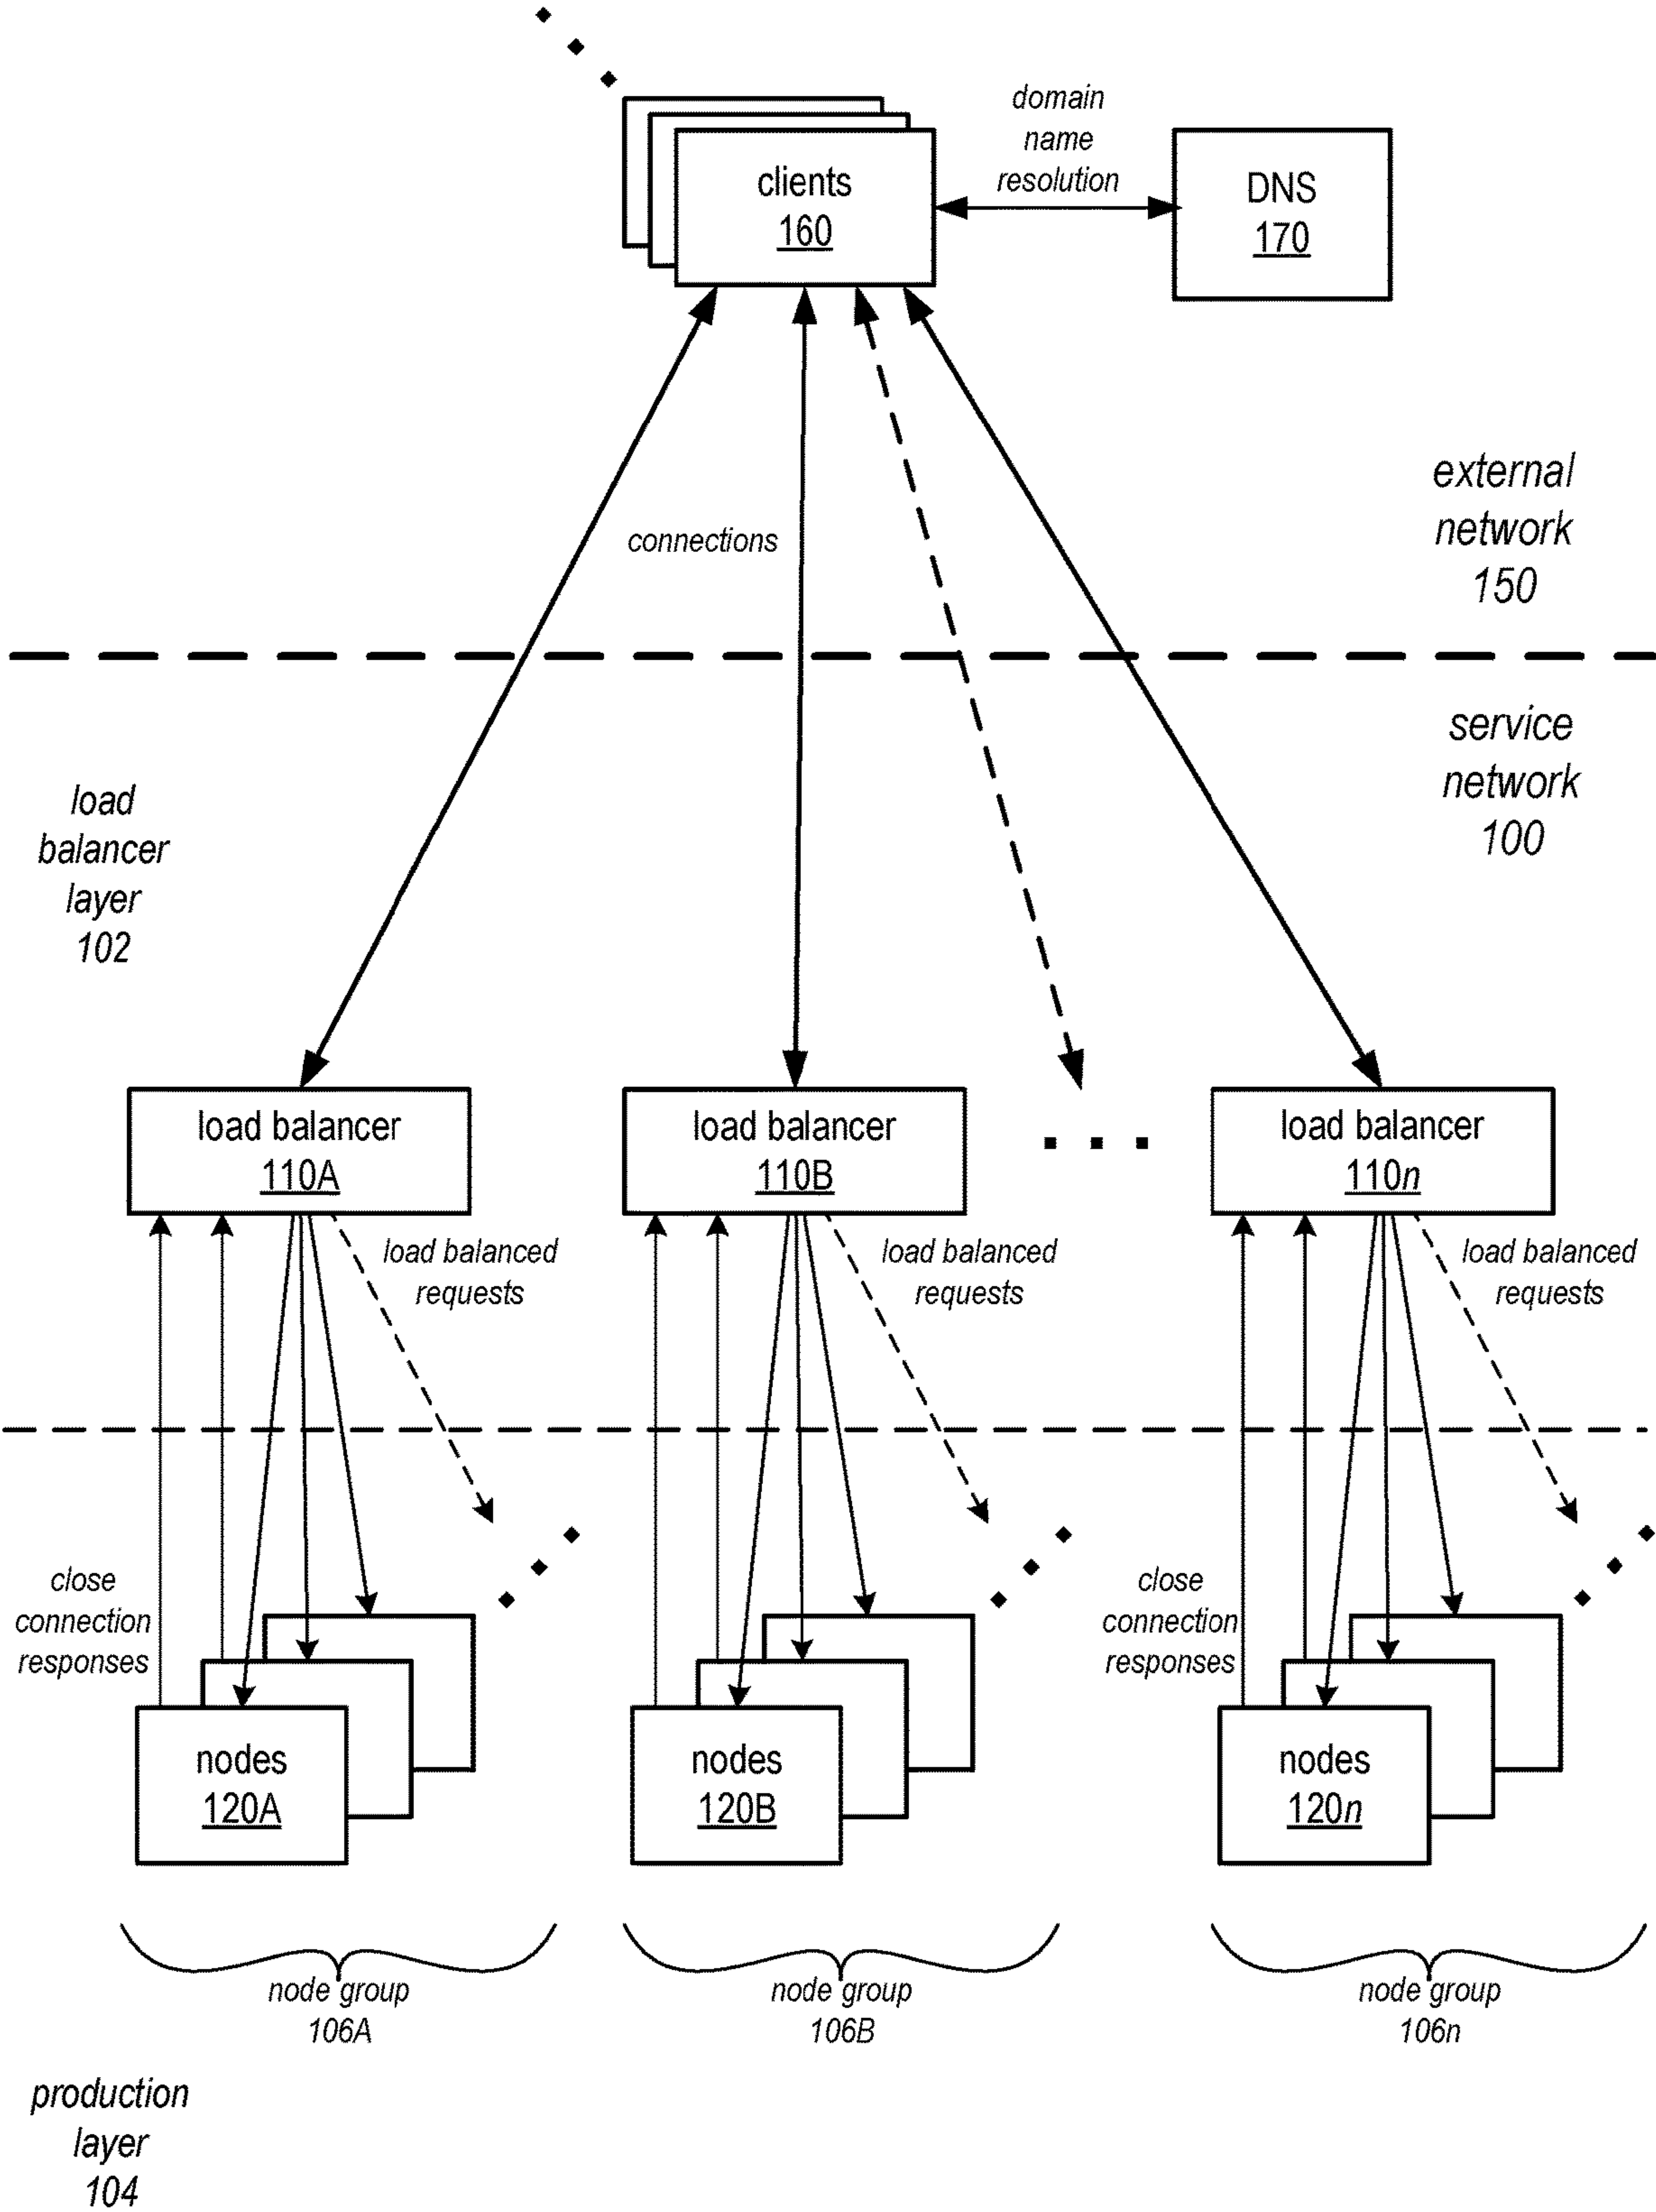 domain
name
resolution
clients
160
DNS
170
external
network
150
connections
service
network
100
load
balancer
layer
102
load balancer
110A
load balancer
110B
load balancer
110n
load balanced
requests
load balanced
requests
load balanced
requests
close
connection
responses
close
connection
responses
nodes
120A
nodes
120B
nodes
120n
node group
106A
node group
106B
node group
106n
production
layer
104